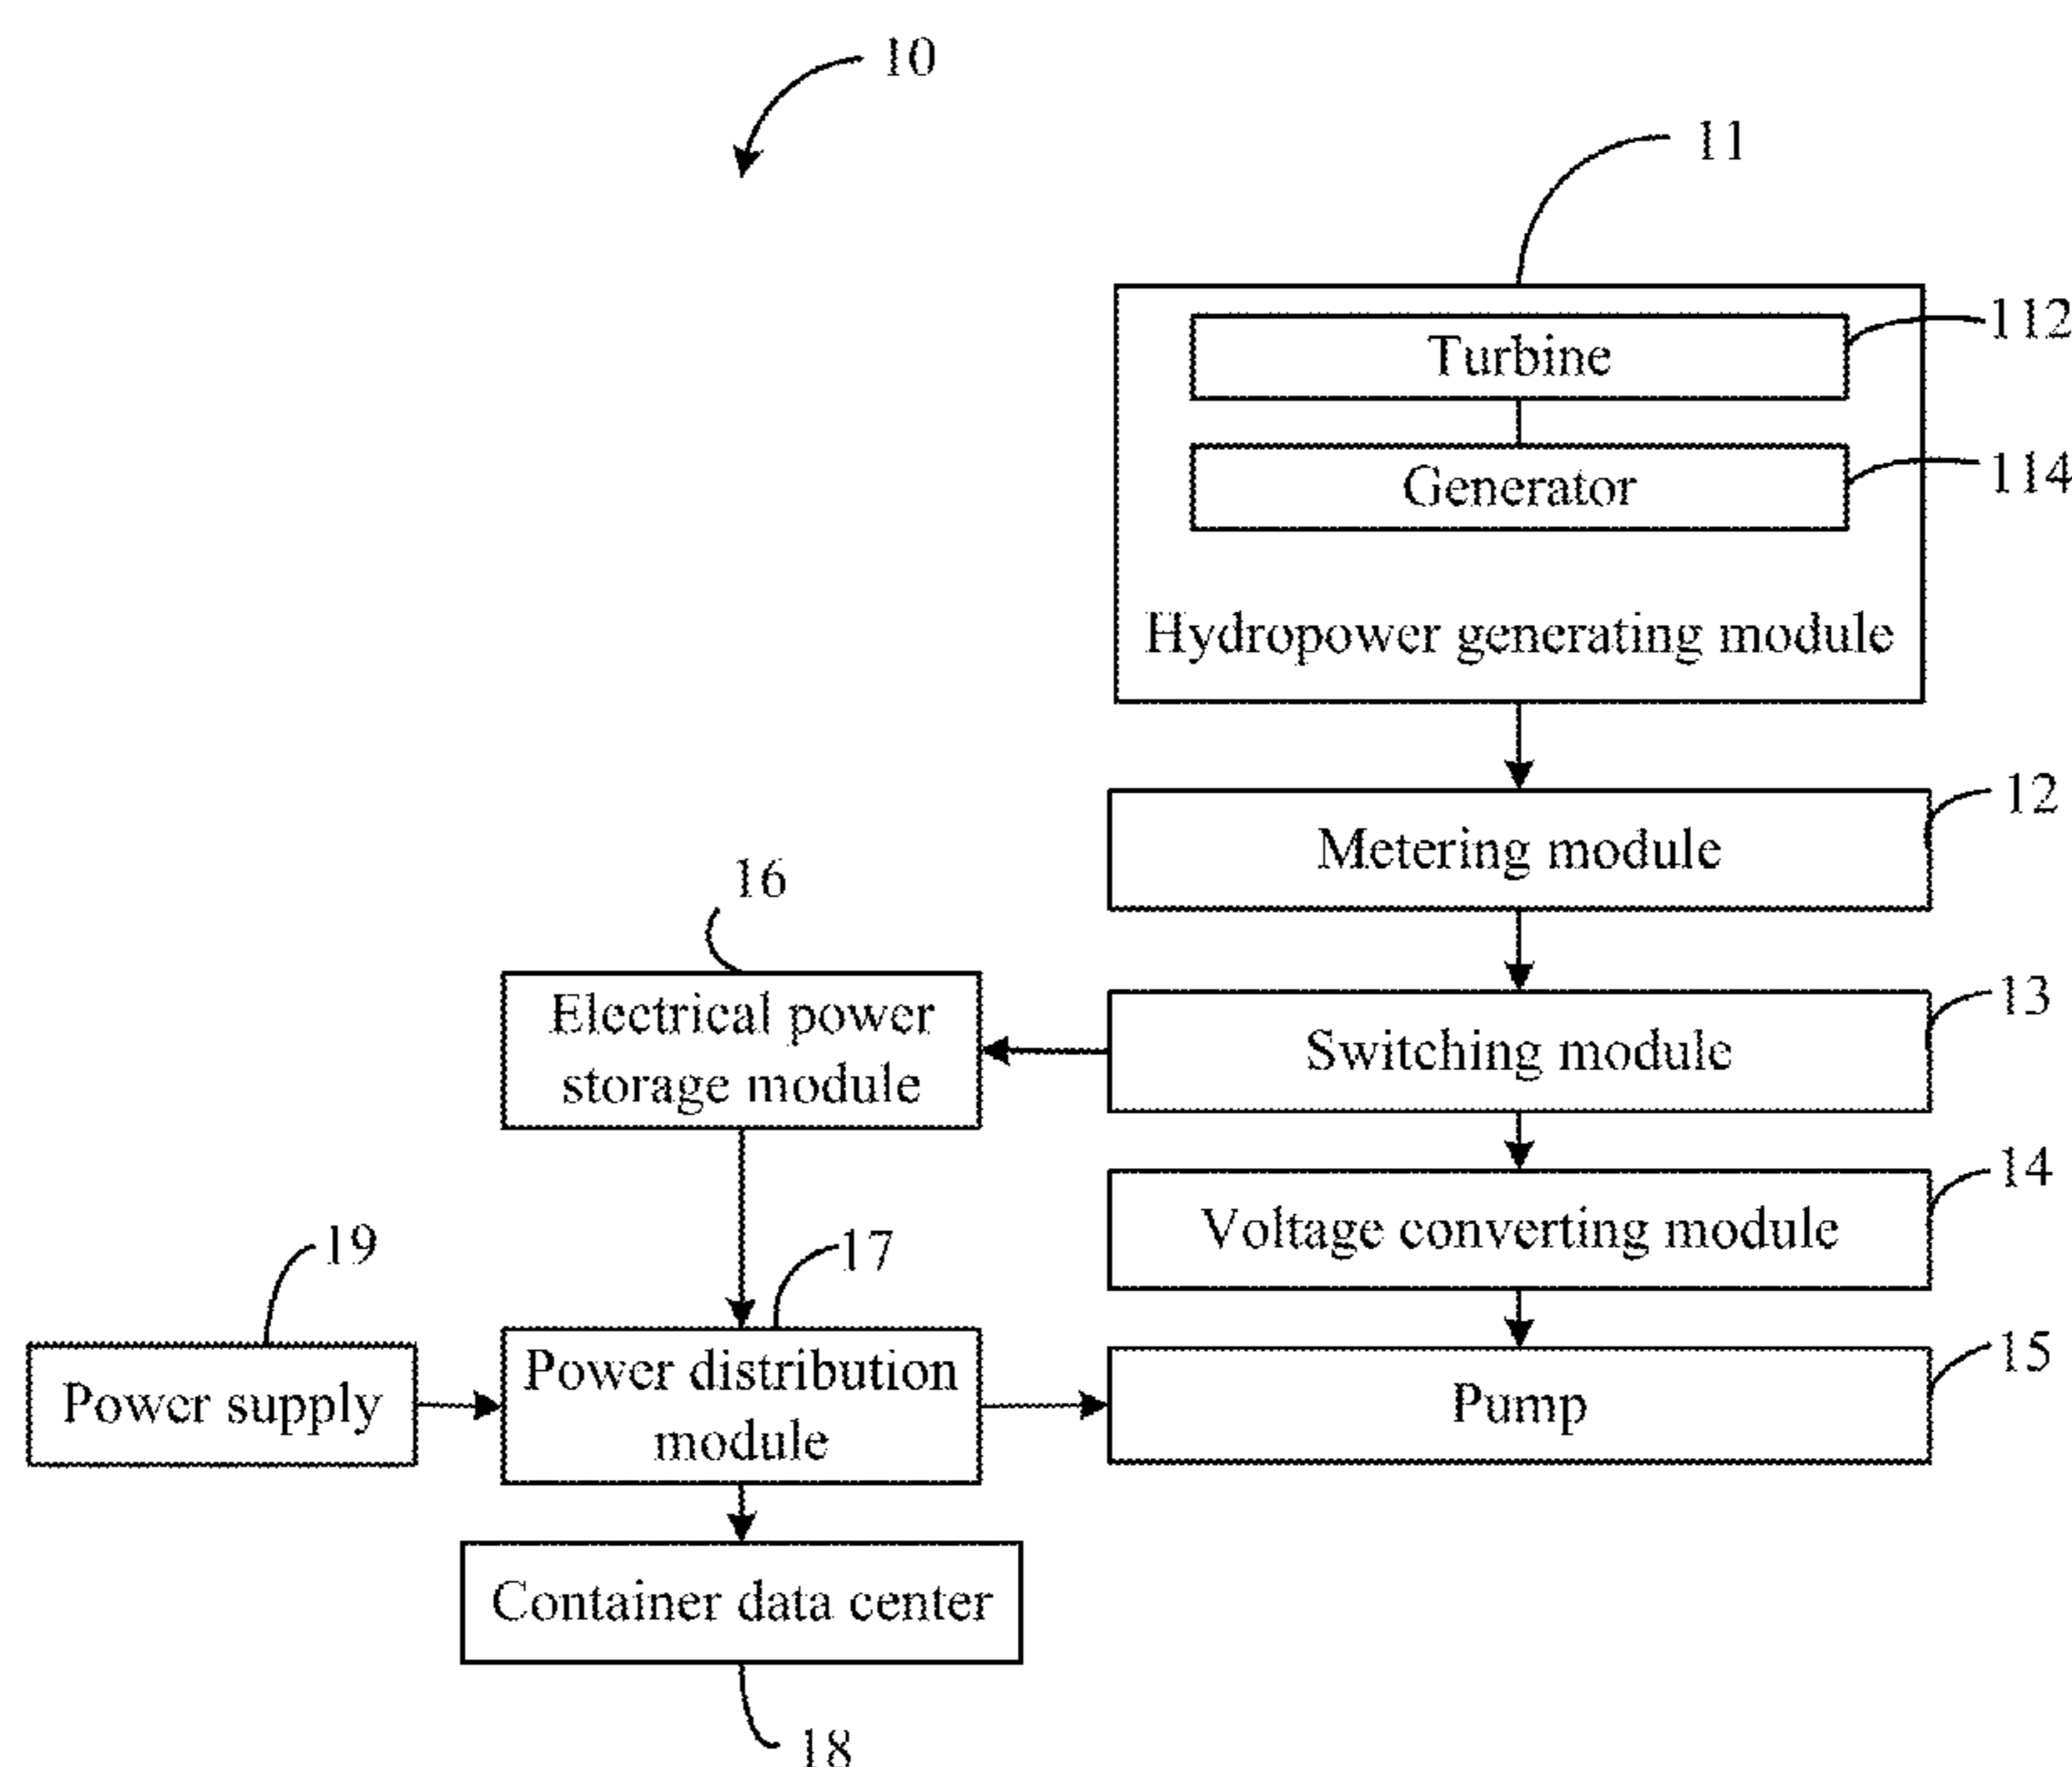 10
11
Turbine
112
Generator
114
Hydropower generating module
Metering module
12
16
Electrical power
storage module
Switching module
13
Voltage converting module
14
19
17
Power supply
Power distribution
module
Pump
15
Container data center
18